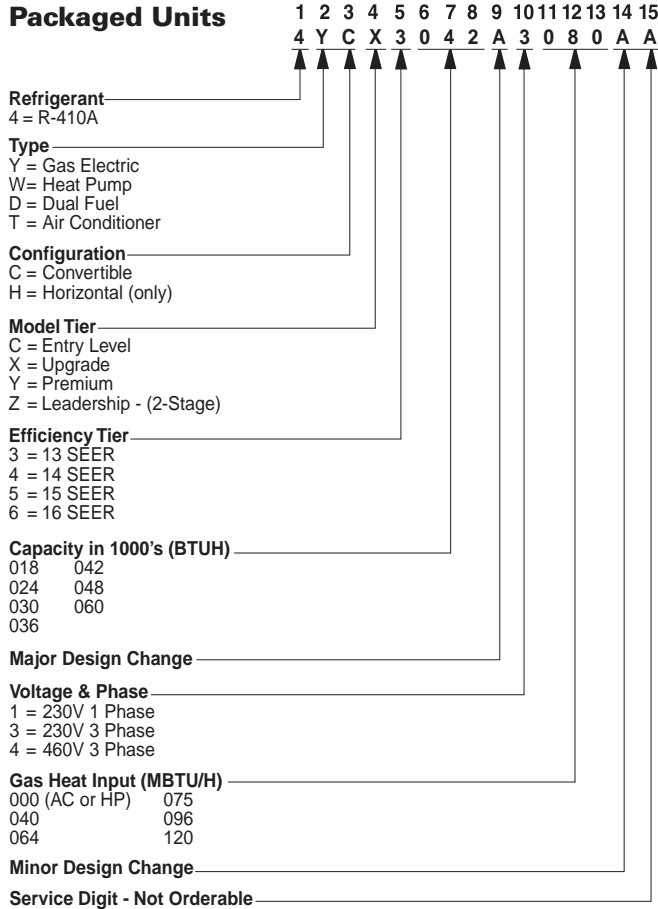 Packaged Units
1 2 3 4 5 6 7 8 9 10 11 12 13 14 15
4 Y C X 3 0 4 2 A 3 0 8 0 A A
Refrigerant
4 = R-410A
Type
Y = Gas Electric
W= Heat Pump
D = Dual Fuel
T = Air Conditioner
Configuration
C = Convertible
H = Horizontal (only)
Model Tier
C = Entry Level
X = Upgrade
Y = Premium
Z = Leadership - (2-Stage)
Efficiency Tier
3 = 13 SEER
4 = 14 SEER
5 = 15 SEER
6 = 16 SEER
Capacity in 1000's (BTUH)
018 042
024 048
030 060
036
Major Design Change
Voltage & Phase
1 = 230V 1 Phase
3 = 230V 3 Phase
4 = 460V 3 Phase
Gas Heat Input (MBTU/H)
000 (AC or HP) 075
040 096
064 120
Minor Design Change
Service Digit - Not Orderable